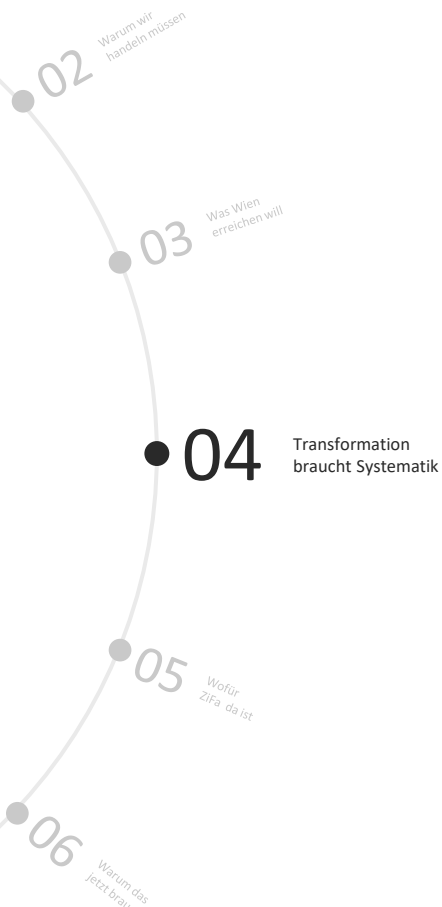 02
Warum wir
handeln müssen
03
Was Wien
erreichen will
04
Transformation
braucht Systematik
05
Wofür
ZiFa da ist
06
Warum das
jetzt